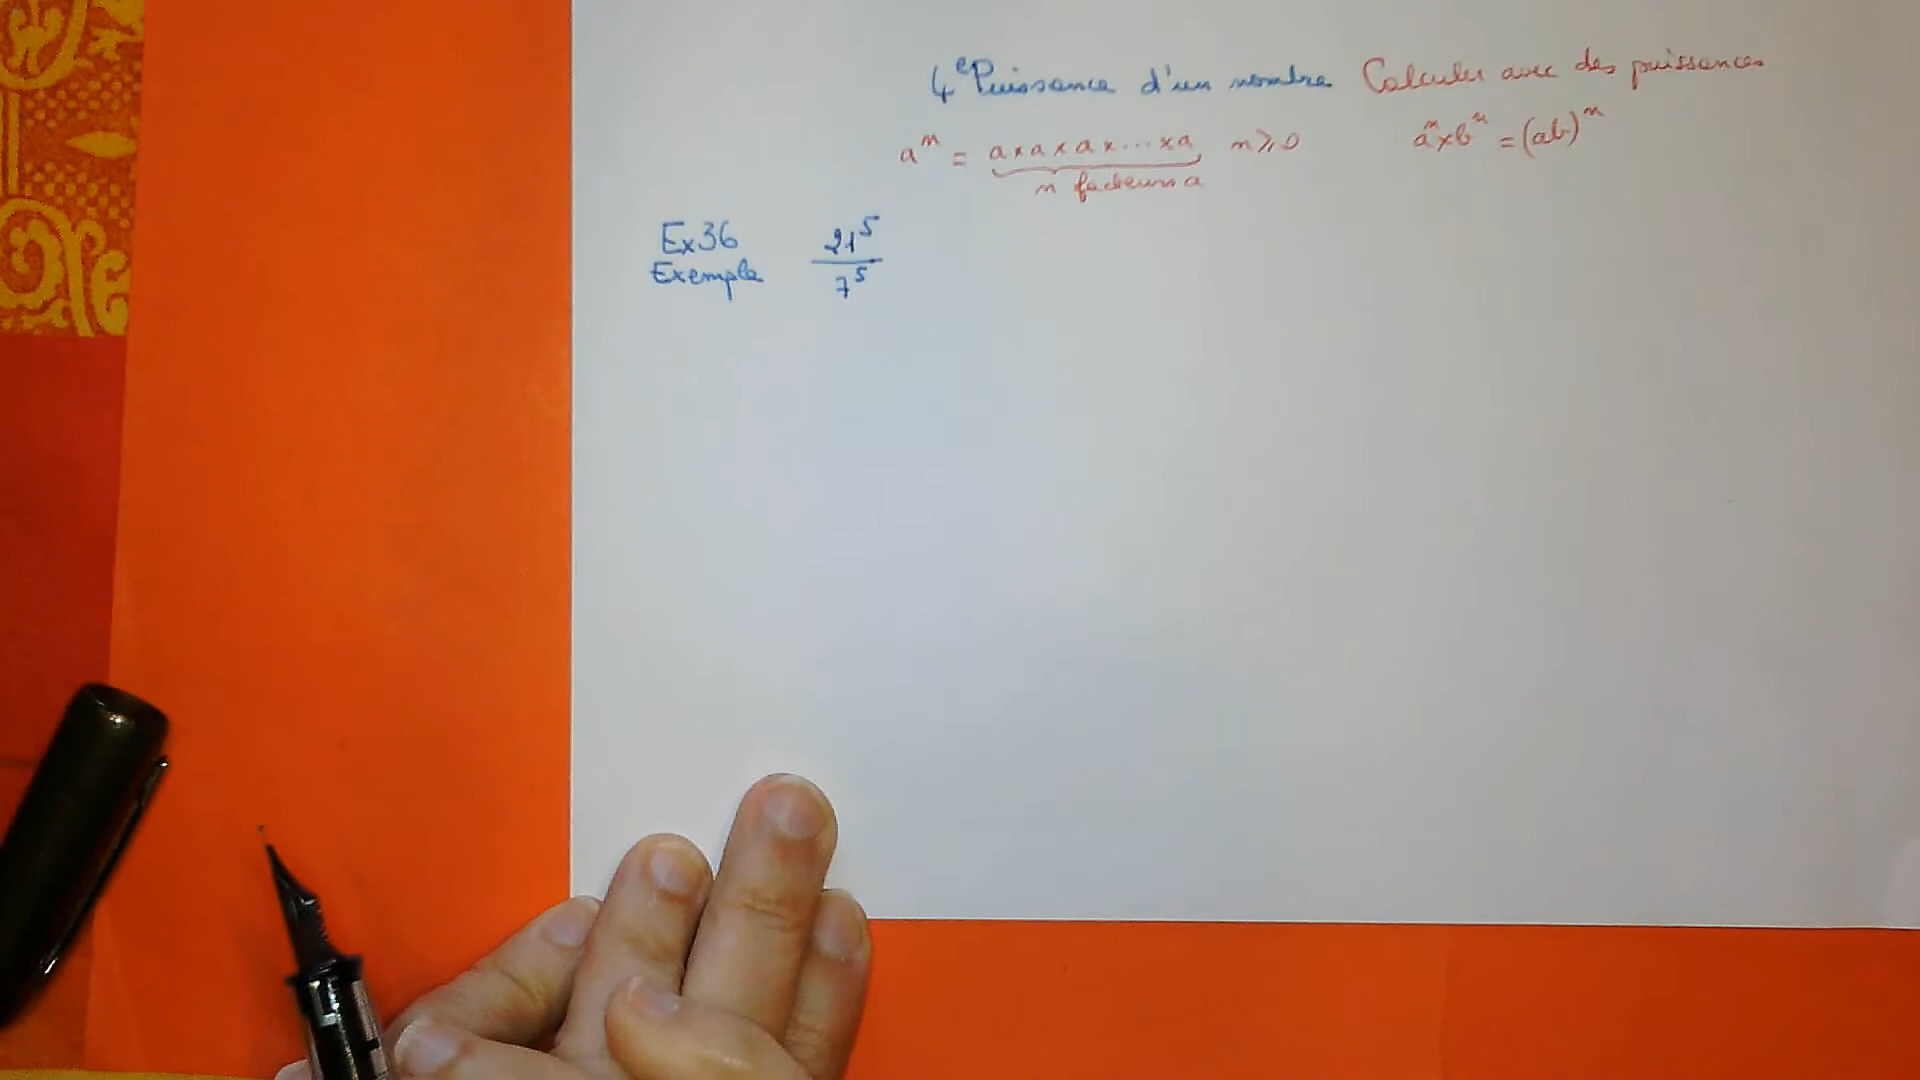 4e Puissance d'un nombre Calculer avec des puissances
aⁿ = a×a×a×...×a n≥0 aⁿ×bⁿ = (ab)ⁿ
n facteurs a
Ex36 21⁵
Exemple 7⁵